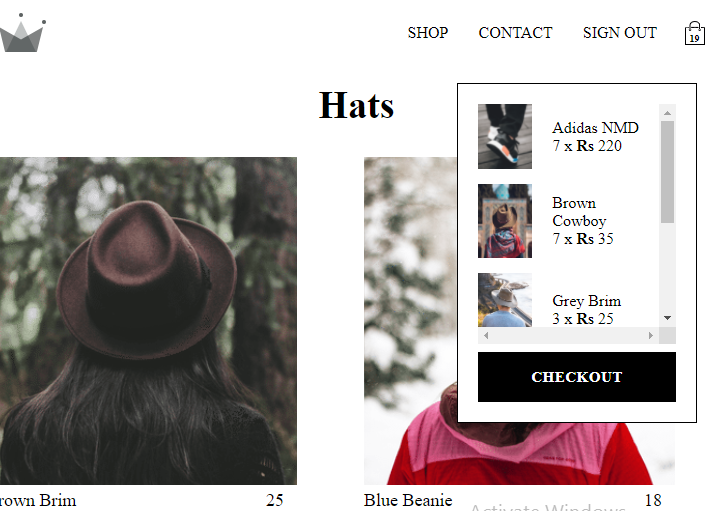 SHOP CONTACT SIGN OUT 19
Hats
Adidas NMD
7 x Rs 220
Brown
Cowboy
7 x Rs 35
Grey Brim
3 x Rs 25
CHECKOUT
rown Brim 25
Blue Beanie 18
Activate Windows